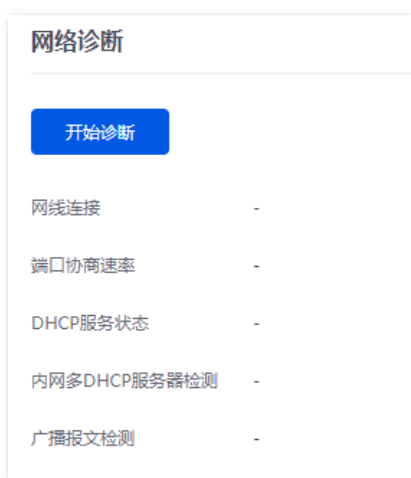 网络诊断
开始诊断
网线连接 -
端口协商速率 -
DHCP服务状态 -
内网多DHCP服务器检测 -
广播报文检测 -